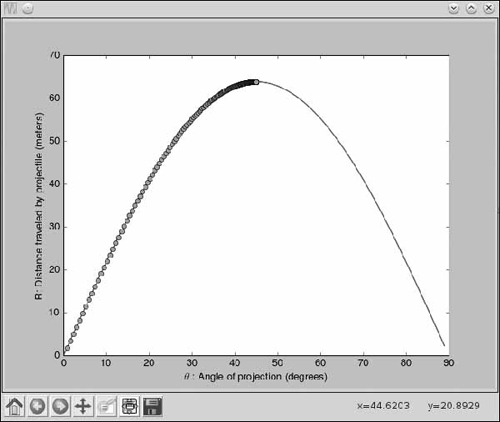 70
60
50
40
30
20
10
0
R: Distance traveled by projectile (meters)
0 10 20 30 40 50 60 70 80 90
θ : Angle of projection (degrees)
x=44.6203 y=20.8929